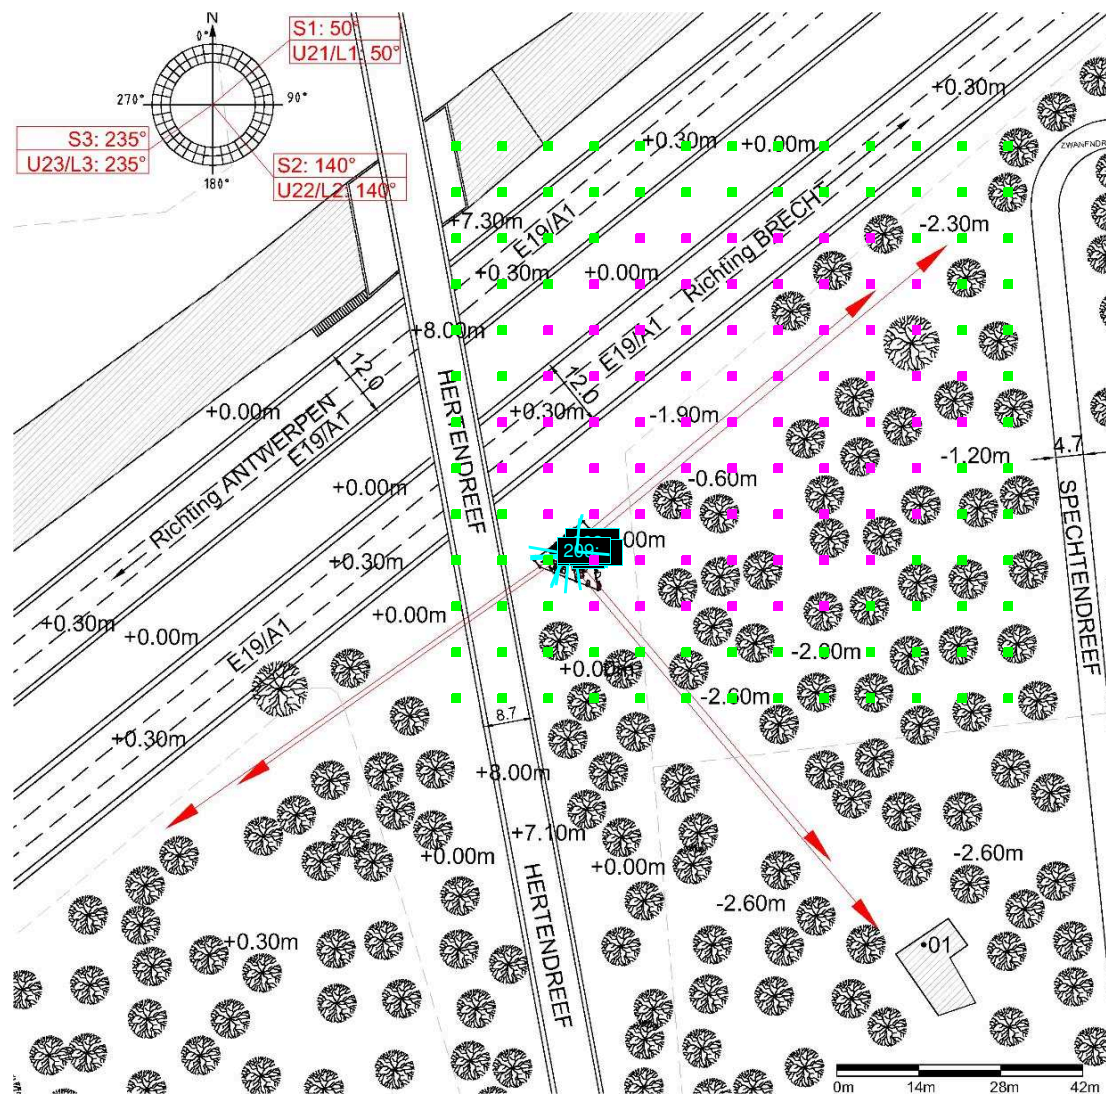 N
0°
S1: 50°
U21/L1: 50°
270°
90°
S3: 235°
U23/L3: 235°
S2: 140°
U22/L2: 140°
180°
+0.30m
+0.30m
+0.00m
ZWANENDR
+7.30m
E19/A1
Richting BRECHT
-2.30m
+0.30m
+0.00m
+8.00m
E19/A1
12.0
12.0
HERTENDREEF
+0.00m
+0.30m
-1.90m
Richting ANTWERPEN
E19/A1
4.7
-1.20m
+0.00m
-0.60m
SPECHTENDREEF
00m
209°
+0.30m
+0.30m
+0.00m
+0.00m
E19/A1
+0.00m
-2.60m
8.7
+0.30m
+8.00m
+7.10m
+0.00m
+0.00m
-2.60m
HERTENDREEF
-2.60m
+0.30m
01
0m
14m
28m
42m